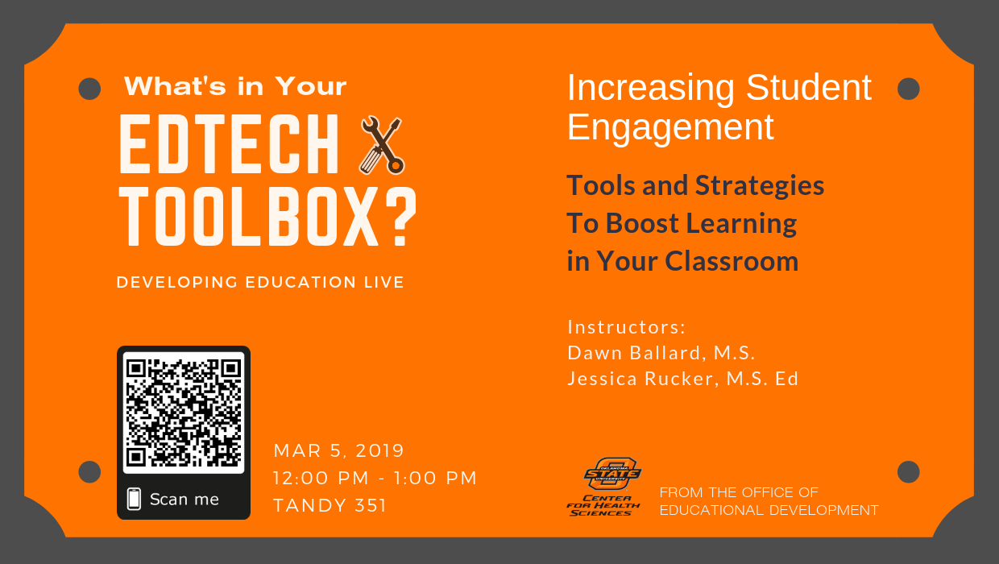 What's in Your
EDTECH
TOOLBOX?
DEVELOPING EDUCATION LIVE
Scan me
MAR 5, 2019
12:00 PM - 1:00 PM
TANDY 351
Increasing Student
Engagement
Tools and Strategies
To Boost Learning
in Your Classroom
Instructors:
Dawn Ballard, M.S.
Jessica Rucker, M.S. Ed
OKLAHOMA
STATE
UNIVERSITY
CENTER
FOR HEALTH
SCIENCES
FROM THE OFFICE OF
EDUCATIONAL DEVELOPMENT